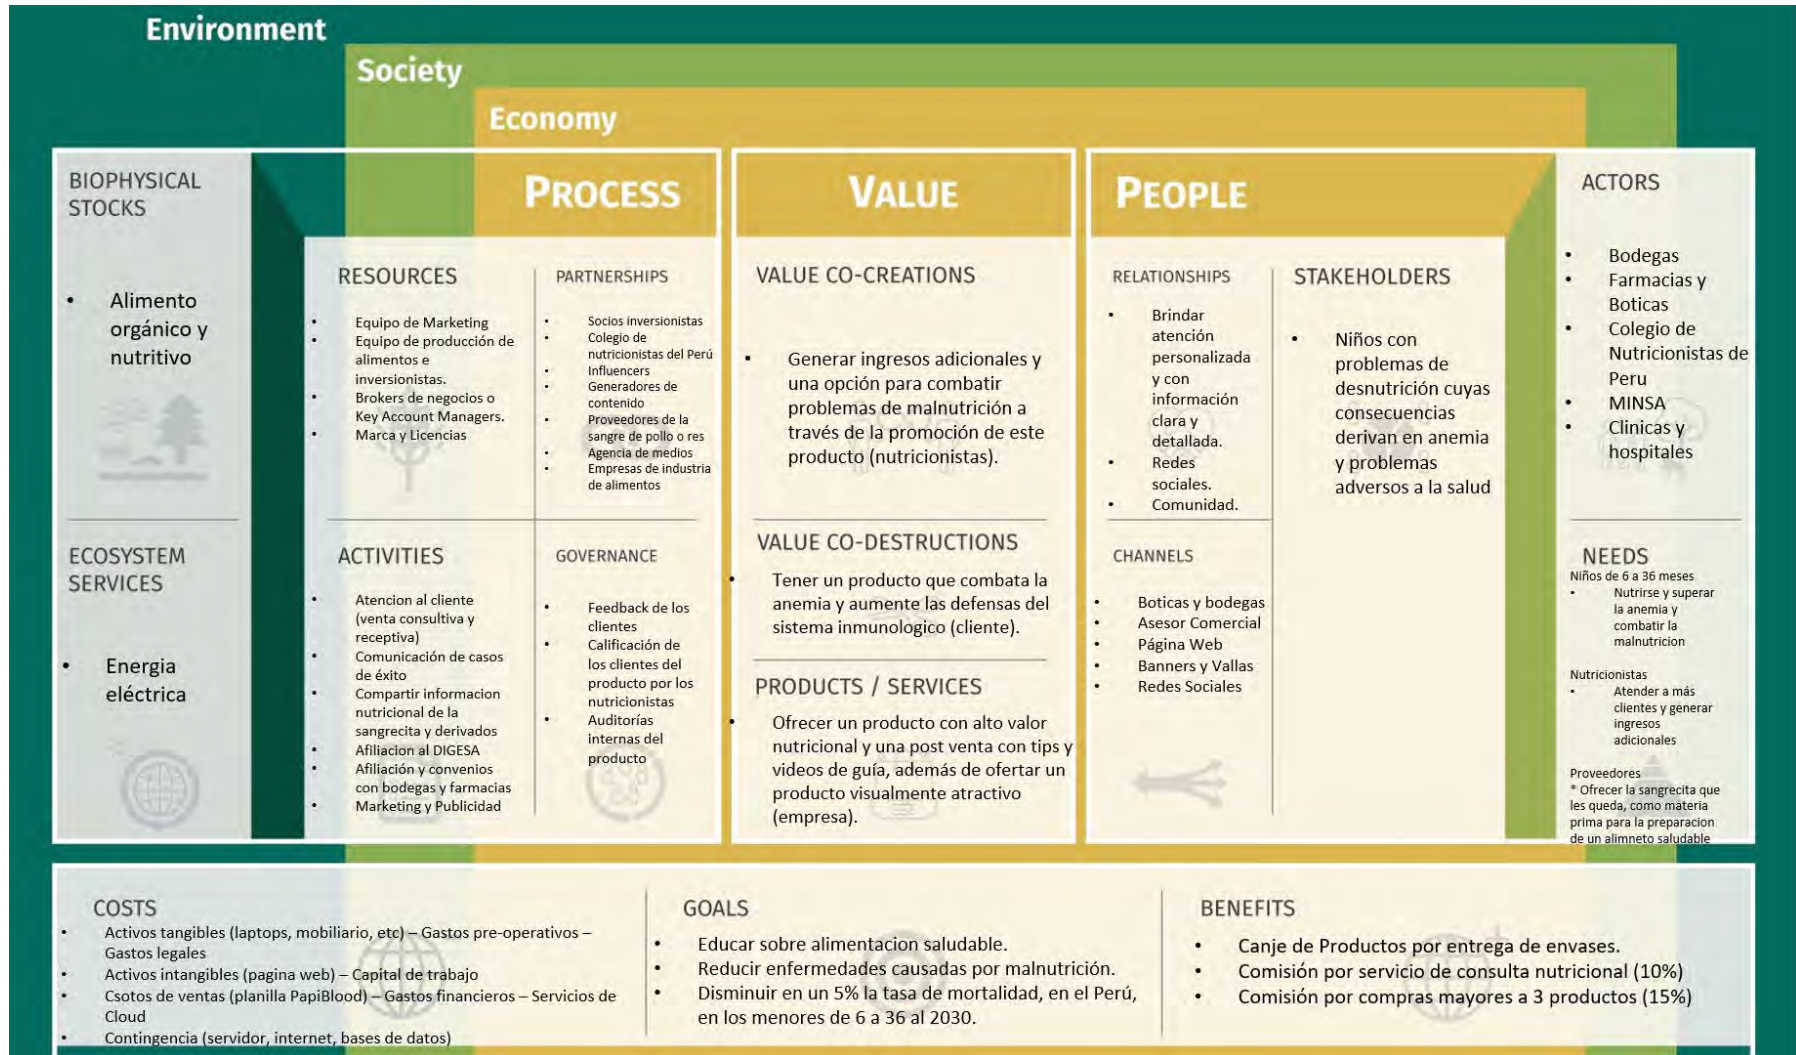 Environment
Society
Economy
BIOPHYSICAL
STOCKS
• Alimento
orgánico y
nutritivo
ECOSYSTEM
SERVICES
• Energia
eléctrica
PROCESS
RESOURCES
• Equipo de Marketing
• Equipo de producción de
alimentos e
inversionistas.
• Brokers de negocios o
Key Account Managers.
• Marca y Licencias
PARTNERSHIPS
• Socios inversionistas
• Colegio de
nutricionistas del Perú
• Influencers
• Generadores de
contenido
• Proveedores de la
sangre de pollo o res
• Agencia de medios
• Empresas de industria
de alimentos
ACTIVITIES
• Atencion al cliente
(venta consultiva y
receptiva)
• Comunicación de casos
de éxito
• Compartir informacion
nutricional de la
sangrecita y derivados
• Afiliacion al DIGESA
• Afiliación y convenios
con bodegas y farmacias
• Marketing y Publicidad
GOVERNANCE
• Feedback de los
clientes
• Calificación de
los clientes del
producto por los
nutricionistas
• Auditorías
internas del
producto
VALUE
VALUE CO-CREATIONS
• Generar ingresos adicionales y
una opción para combatir
problemas de malnutrición a
través de la promoción de este
producto (nutricionistas).
VALUE CO-DESTRUCTIONS
• Tener un producto que combata la
anemia y aumente las defensas del
sistema inmunologico (cliente).
PRODUCTS / SERVICES
• Ofrecer un producto con alto valor
nutricional y una post venta con tips y
videos de guía, además de ofertar un
producto visualmente atractivo
(empresa).
PEOPLE
RELATIONSHIPS
• Brindar
atención
personalizada
y con
información
clara y
detallada.
• Redes
sociales.
• Comunidad.
STAKEHOLDERS
• Niños con
problemas de
desnutrición cuyas
consecuencias
derivan en anemia
y problemas
adversos a la salud
CHANNELS
• Boticas y bodegas
• Asesor Comercial
• Página Web
• Banners y Vallas
• Redes Sociales
ACTORS
• Bodegas
• Farmacias y
Boticas
• Colegio de
Nutricionistas de
Peru
• MINSA
• Clinicas y
hospitales
NEEDS
Niños de 6 a 36 meses
• Nutrirse y superar
la anemia y
combatir la
malnutricion
Nutricionistas
• Atender a más
clientes y generar
ingresos
adicionales
Proveedores
* Ofrecer la sangrecita que
les queda, como materia
prima para la preparacion
de un alimneto saludable
COSTS
• Activos tangibles (laptops, mobiliario, etc) – Gastos pre-operativos –
Gastos legales
• Activos intangibles (pagina web) – Capital de trabajo
• Csotos de ventas (planilla PapiBlood) – Gastos financieros – Servicios de
Cloud
• Contingencia (servidor, internet, bases de datos)
GOALS
• Educar sobre alimentacion saludable.
• Reducir enfermedades causadas por malnutrición.
• Disminuir en un 5% la tasa de mortalidad, en el Perú,
en los menores de 6 a 36 al 2030.
BENEFITS
• Canje de Productos por entrega de envases.
• Comisión por servicio de consulta nutricional (10%)
• Comisión por compras mayores a 3 productos (15%)